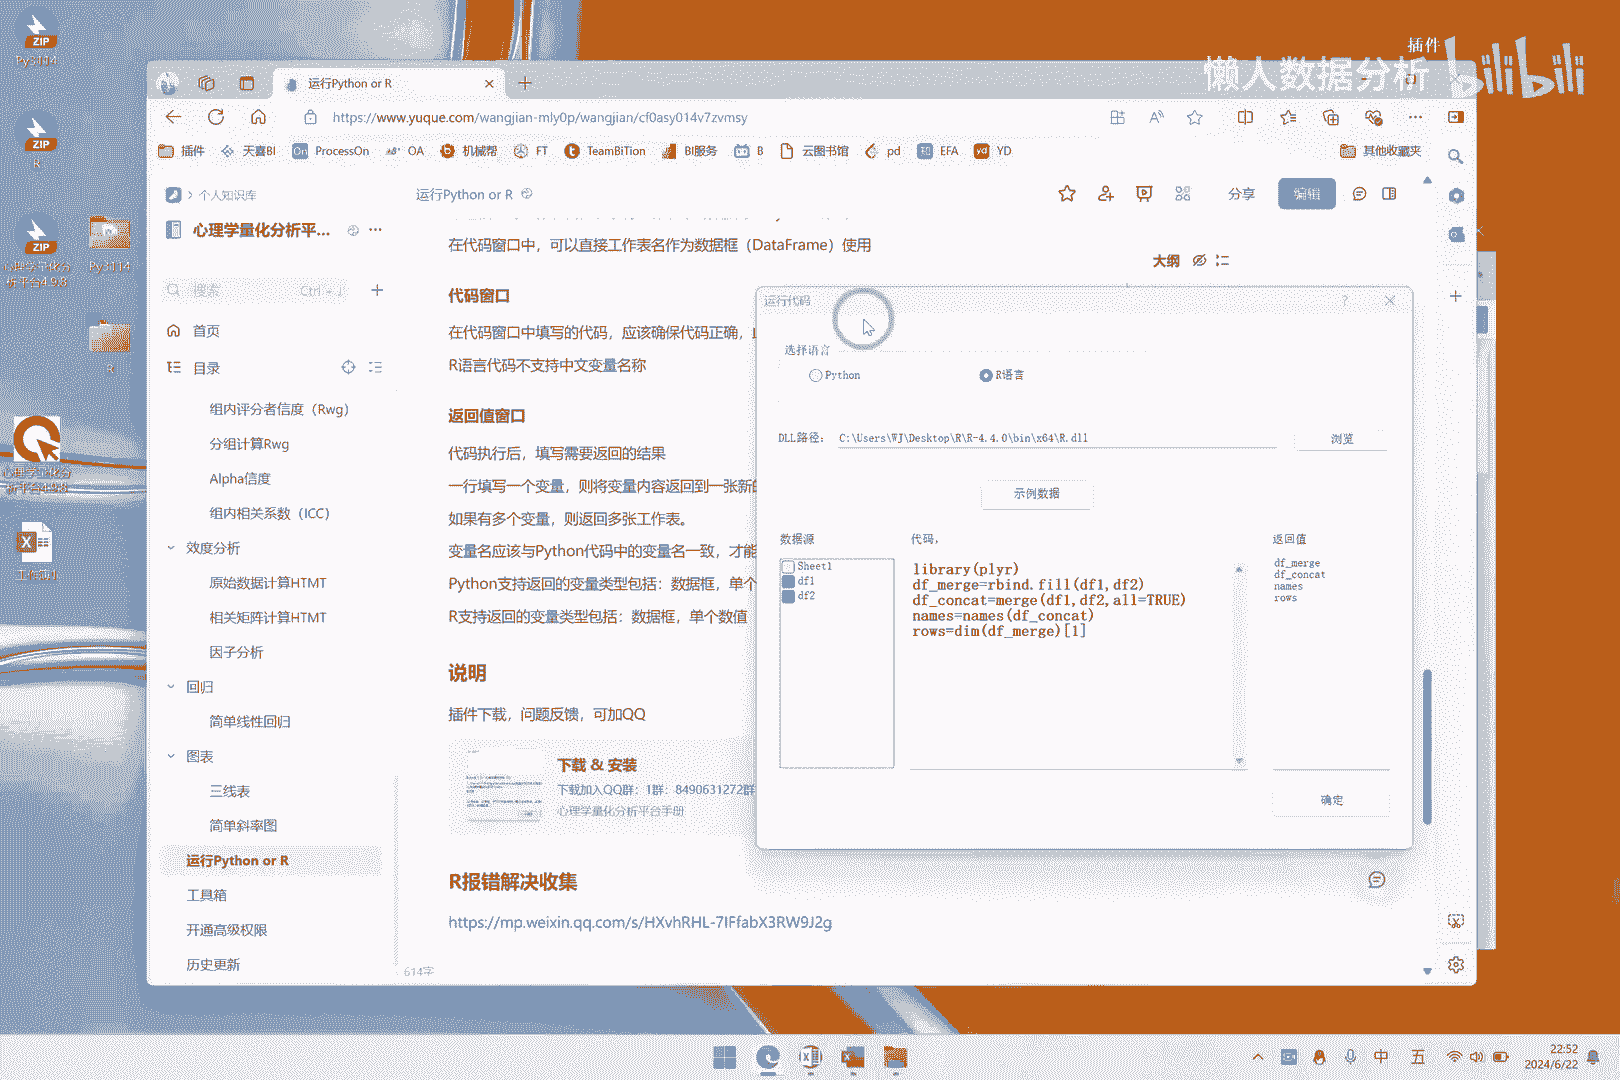 插件
懒人数据分析 bilibili
ZIP
Py3114
ZIP
R
ZIP
心理学量化分析平台4.9.8
Py3114
R
心理学量化分析平台4.9.8
工作表1
运行Python or R
https://www.yuque.com/wangjian-mly0p/wangjian/cf0asy014v7zvmsy
插件 天喜BI ProcessOn OA 机械帮 FT TeamBiTion BI服务 B 云图书馆 pd EFA YD 其他收藏夹
个人知识库
运行Python or R
分享 编辑
心理学量化分析平...
搜索 Ctrl + J
首页
目录
组内评分者信度（Rwg）
分组计算Rwg
Alpha信度
组内相关系数（ICC）
效度分析
原始数据计算HTMT
相关矩阵计算HTMT
因子分析
回归
简单线性回归
图表
三线表
简单斜率图
运行Python or R
工具箱
开通高级权限
历史更新
在代码窗口中，可以直接工作表名作为数据框（DataFrame）使用
大纲
代码窗口
在代码窗口中填写的代码，应该确保代码正确，
R语言代码不支持中文变量名称
返回值窗口
代码执行后，填写需要返回的结果
一行填写一个变量，则将变量内容返回到一张新的
如果有多个变量，则返回多张工作表。
变量名应该与Python代码中的变量名一致，才能
Python支持返回的变量类型包括：数据框，单个
R支持返回的变量类型包括：数据框，单个数值
说明
插件下载，问题反馈，可加QQ
下载 & 安装
下载加入QQ群：1群：8490631272群
心理学量化分析平台手册
R报错解决收集
https://mp.weixin.qq.com/s/HXvhRHL-7IFfabX3RW9J2g
614字
运行代码
选择语言
Python R语言
DLL路径： C:\Users\WJ\Desktop\R\R-4.4.0\bin\x64\R.dll 浏览
示例数据
数据源 代码， 返回值
Sheet1
df1
df2
library(plyr)
df_merge=rbind.fill(df1,df2)
df_concat=merge(df1,df2,all=TRUE)
names=names(df_concat)
rows=dim(df_merge)[1]
df_merge
df_concat
names
rows
确定
中 五
22:52
2024/6/22